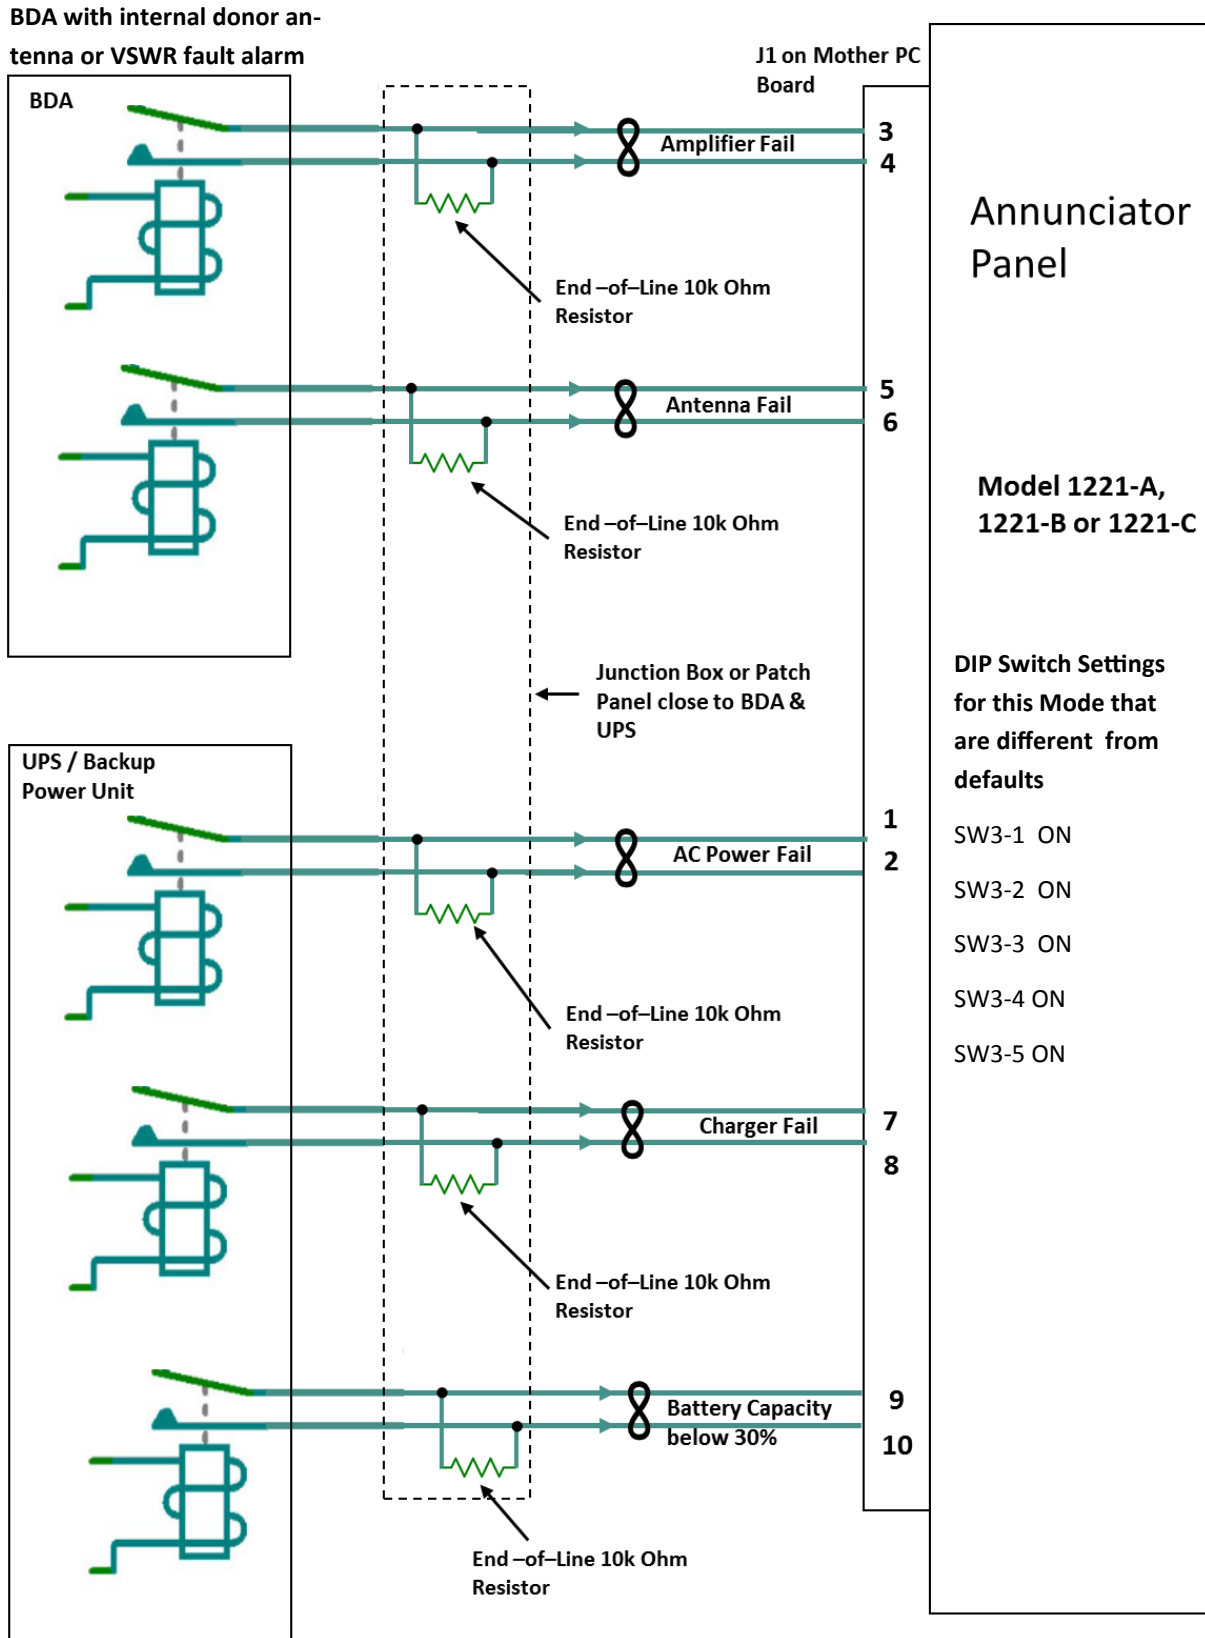 BDA with internal donor an-
tenna or VSWR fault alarm
J1 on Mother PC
Board
BDA
Amplifier Fail
3
4
Annunciator
Panel
End –of–Line 10k Ohm
Resistor
Antenna Fail
5
6
Model 1221-A,
1221-B or 1221-C
End –of–Line 10k Ohm
Resistor
Junction Box or Patch
Panel close to BDA &
UPS
DIP Switch Settings
for this Mode that
are different from
defaults
UPS / Backup
Power Unit
AC Power Fail
1
2
SW3-1 ON
SW3-2 ON
SW3-3 ON
SW3-4 ON
SW3-5 ON
End –of–Line 10k Ohm
Resistor
Charger Fail
7
8
End –of–Line 10k Ohm
Resistor
Battery Capacity
below 30%
9
10
End –of–Line 10k Ohm
Resistor